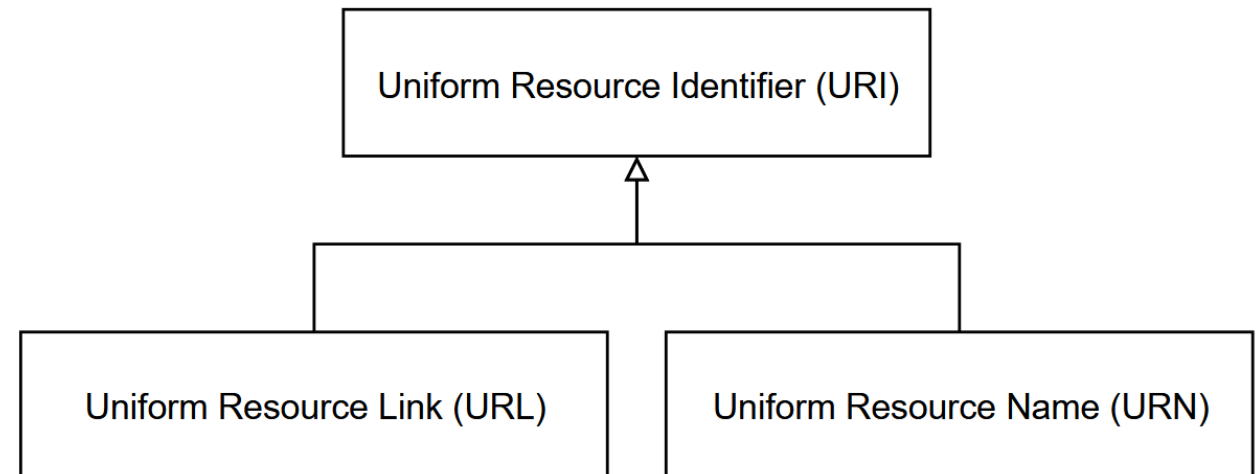 Uniform Resource Identifier (URI)
Uniform Resource Link (URL)
Uniform Resource Name (URN)